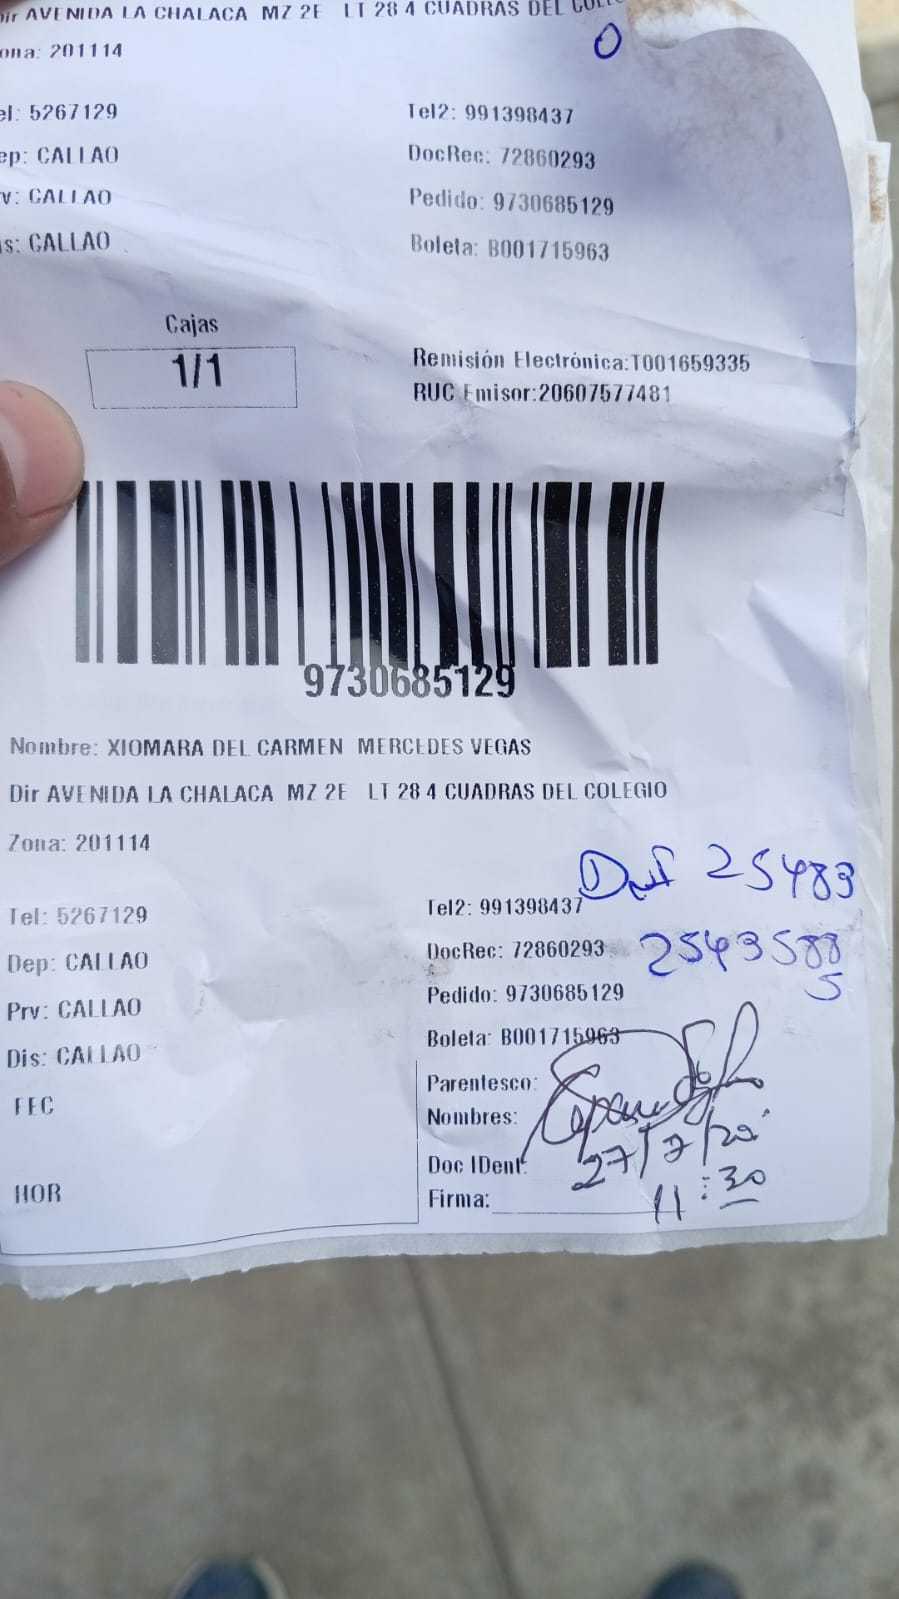 Dir AVENIDA LA CHALACA MZ 2E LT 28 4 CUADRAS DEL
ona: 201114
el: 5267129 Tel2: 991398437
ep: CALLAO DocRec: 72860293
v: CALLAO Pedido: 9730685129
is: CALLAO Boleta: B001715963
Cajas
1/1
Remisión Electrónica:T001659335
RUC Emisor:20607577481
9730685129
Nombre: XIOMARA DEL CARMEN MERCEDES VEGAS
Dir AVENIDA LA CHALACA MZ 2E LT 28 4 CUADRAS DEL COLEGIO
Zona: 201114
25483
Tel: 5267129 Tel2: 991398437
Dep: CALLAO DocRec: 72860293
Prv: CALLAO Pedido: 9730685129
Dis: CALLAO Boleta: B001715963
Parentesco:
FEC Nombres:
Doc IDent: 27/7/
HOR Firma: 11:30